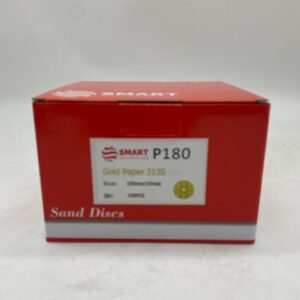 SMART
SMART P180
Gold Paper 3135
Size: 150mm/15Hole
Qty: 100PCS
Sand Discs